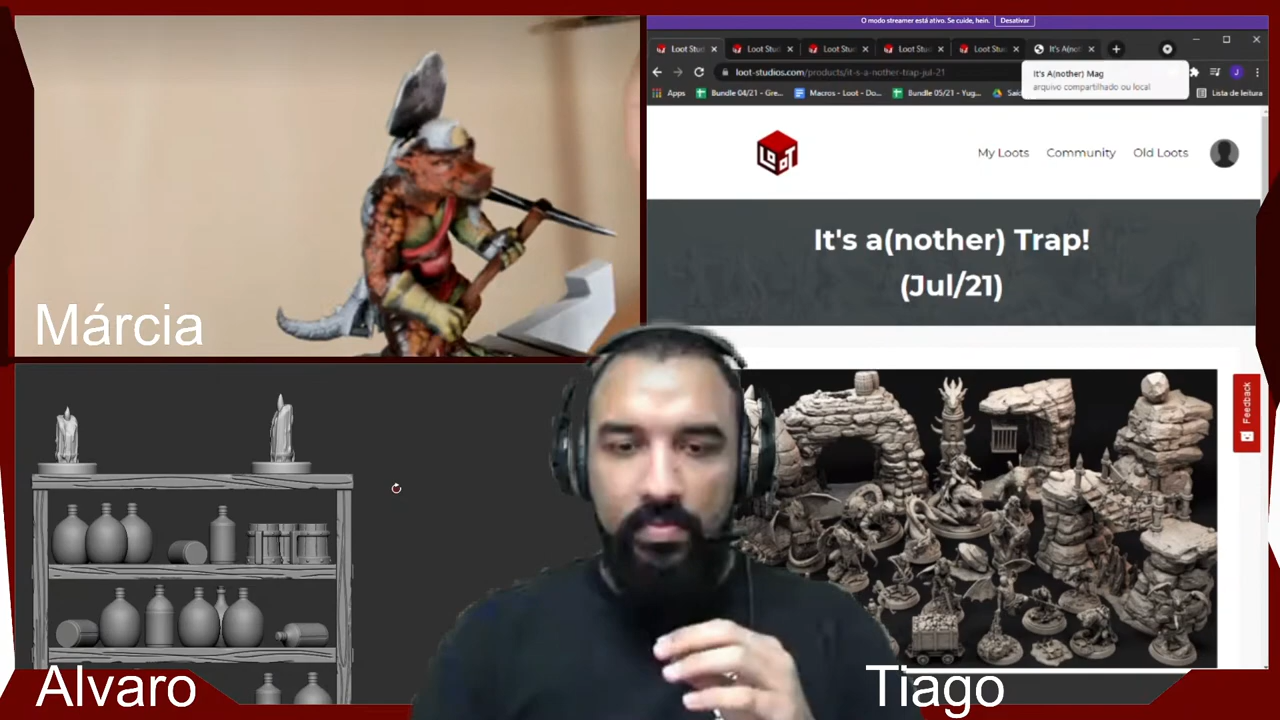 O modo streamer está ativo. Se cuide, hein.
Desativar
Loot Stu
Loot Stu
Loot Stu
Loot Stu
Loot Stu
It's A(not
loot-studios.com/products/it-s-a-nother-trap-jul-21
It's A(nother) Mag
arquivo compartilhado ou local
J
Apps
Bundle 04/21 - Gre...
Macros - Loot - Do...
Bundle 05/21 - Yug...
Lista de leitura
LOOT
My Loots
Community
Old Loots
It's a(nother) Trap!
(Jul/21)
Feedback
Márcia
Alvaro
Tiago